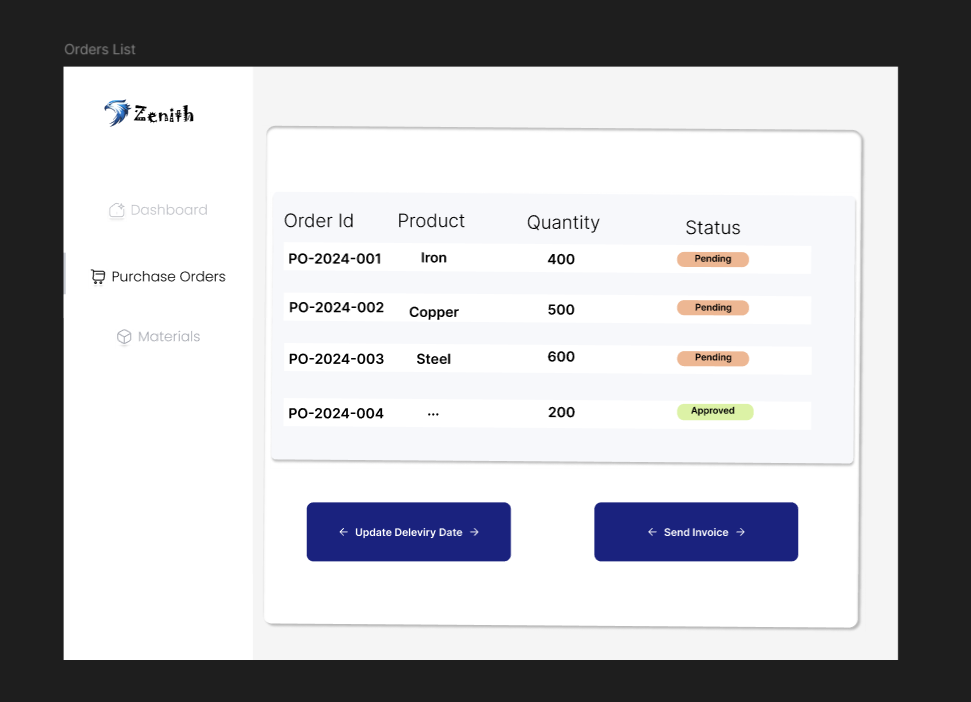 Orders List
Zenith
Dashboard
Purchase Orders
Materials
Order Id Product Quantity Status
PO-2024-001 Iron 400 Pending
PO-2024-002 Copper 500 Pending
PO-2024-003 Steel 600 Pending
PO-2024-004 ... 200 Approved
← Update Deleviry Date → ← Send Invoice →